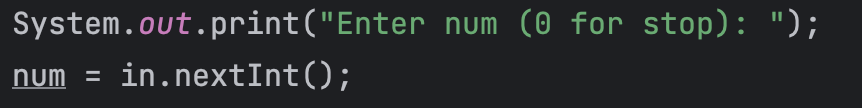 System.out.print("Enter num (0 for stop): ");
num = in.nextInt();